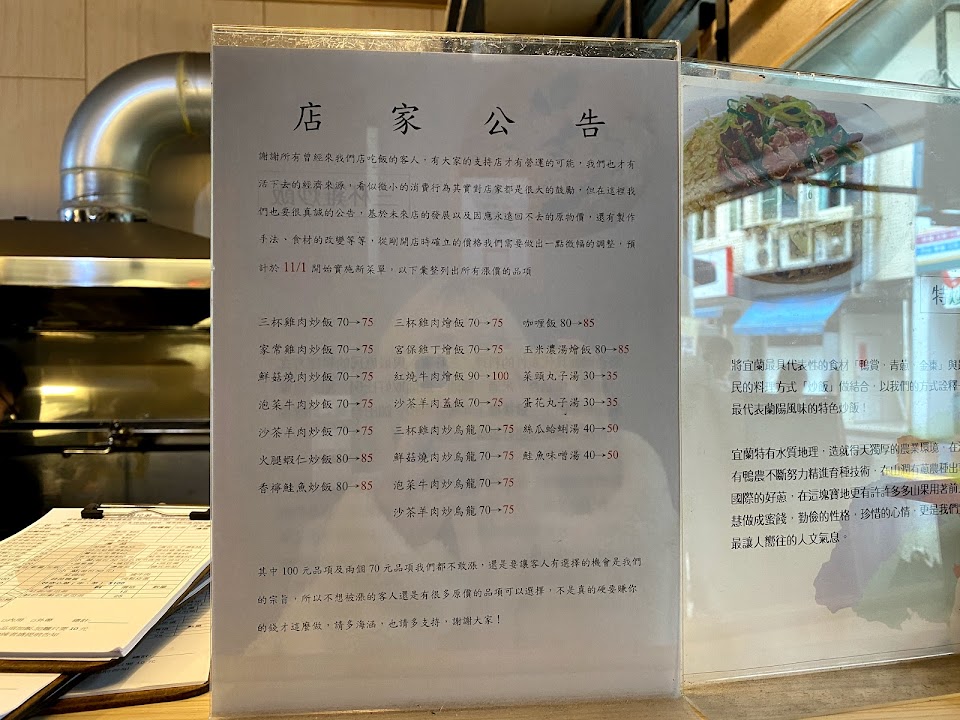 店家公告
謝謝所有曾經來我們店吃飯的客人，有大家的支持店才有營運的可能，我們也才有
活下去的經濟來源，看似微小的消費行為其實對店家都是很大的鼓勵，但在這裡我
們也要很真誠的公告，基於未來店的發展以及因應永遠回不去的原物價，還有製作
手法、食材的改變等等，從剛開店時確立的價格我們需要做出一點微幅的調整，預
計於 11/1 開始實施新菜單，以下彙整列出所有漲價的品項
三杯雞肉炒飯 70→75
家常雞肉炒飯 70→75
鮮菇燒肉炒飯 70→75
泡菜牛肉炒飯 70→75
沙茶羊肉炒飯 70→75
火腿蝦仁炒飯 80→85
香檸鮭魚炒飯 80→85
三杯雞肉燴飯 70→75
宮保雞丁燴飯 70→75
紅燒牛肉燴飯 90→100
沙茶羊肉蓋飯 70→75
三杯雞肉炒烏龍 70→75
鮮菇燒肉炒烏龍 70→75
泡菜牛肉炒烏龍 70→75
沙茶羊肉炒烏龍 70→75
咖哩飯 80→85
玉米濃湯燴飯 80→85
菜頭丸子湯 30→35
蛋花丸子湯 30→35
絲瓜蛤蜊湯 40→50
鮭魚味噌湯 40→50
其中 100 元品項及兩個 70 元品項我們都不敢漲，還是要讓客人有選擇的機會是我們
的宗旨，所以不想被漲的客人還是有很多原價的品項可以選擇，不是真的硬要賺你
的錢才這麼做，請多海涵，也請多支持，謝謝大家！
特
將宜蘭最具代表性的食材「鴨賞、青蔥、金棗」與
民的料理方式「炒飯」做結合，以我們的方式詮釋
最代表蘭陽風味的特色炒飯！
宜蘭特有水質地理，造就得天獨厚的農業環境，在
有鴨農不斷努力精進育種技術，在山澗有蔥農種出
國際的好蔥，在這塊寶地更有許許多多山果用著前
慧做成蜜餞，勤儉的性格，珍惜的心情，更是我們
最讓人嚮往的人文氣息。